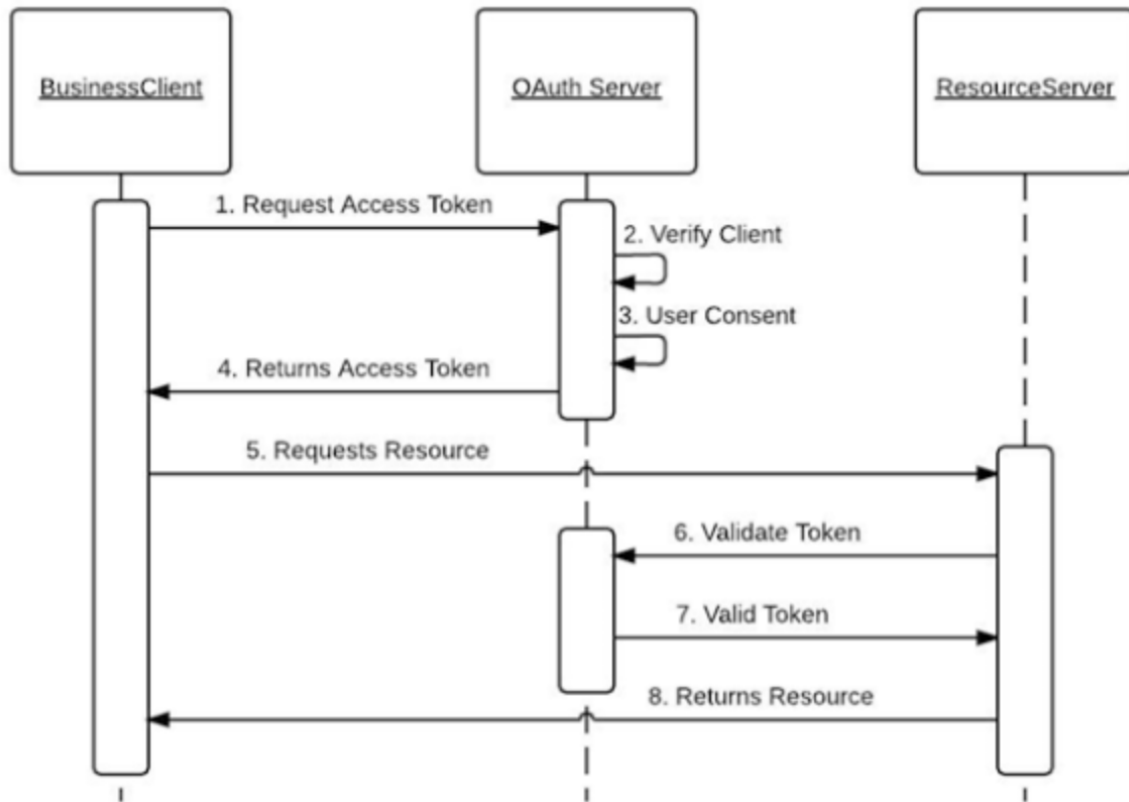 BusinessClient
OAuth Server
ResourceServer
1. Request Access Token
2. Verify Client
3. User Consent
4. Returns Access Token
5. Requests Resource
6. Validate Token
7. Valid Token
8. Returns Resource